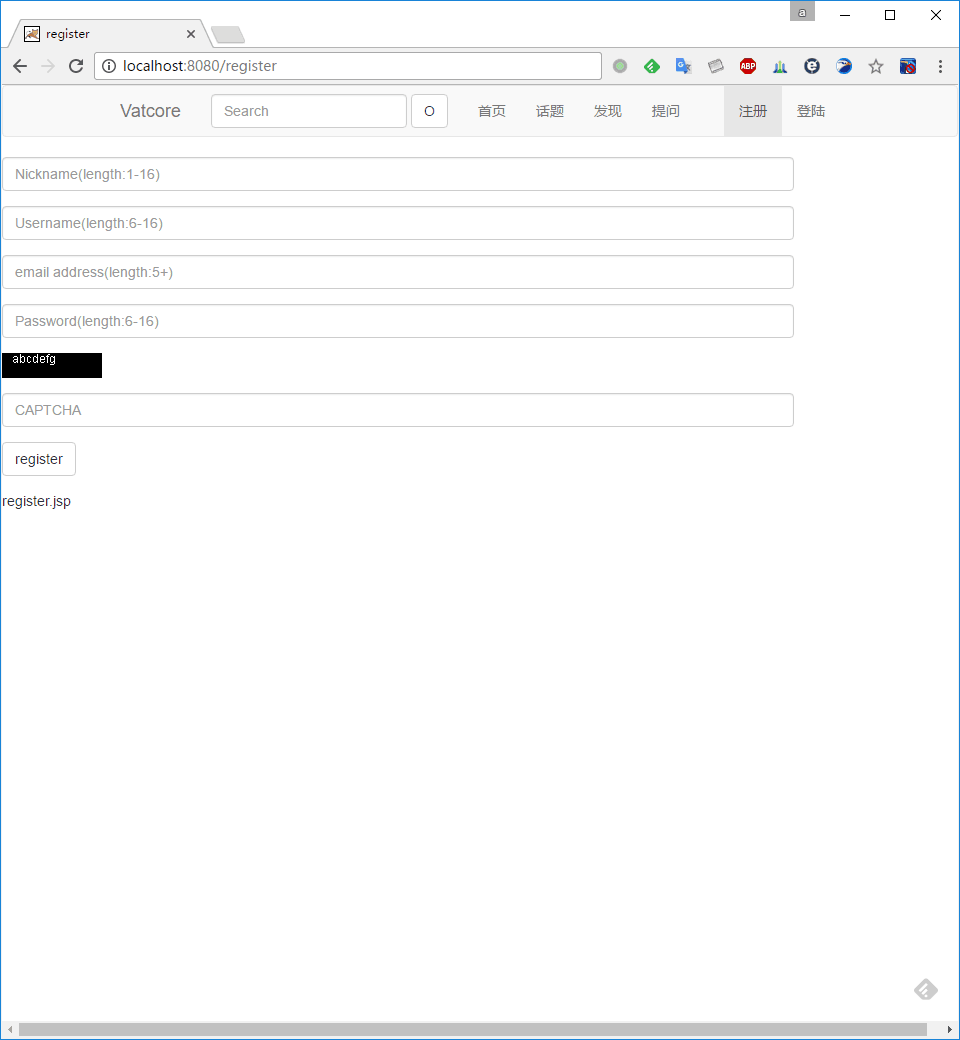 a
register
localhost:8080/register
ABP
Vatcore Search O 首页 话题 发现 提问 注册 登陆
Nickname(length:1-16)
Username(length:6-16)
email address(length:5+)
Password(length:6-16)
abcdefg
CAPTCHA
register
register.jsp